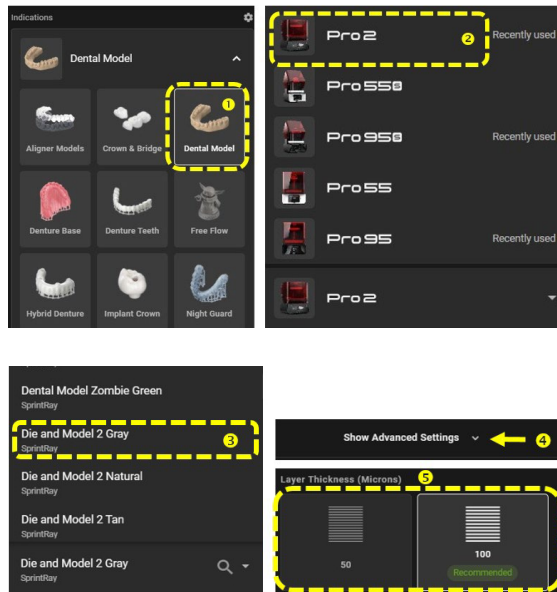 Indications
Dental Model
1
Aligner Models
Crown & Bridge
Dental Model
Denture Base
Denture Teeth
Free Flow
Hybrid Denture
Implant Crown
Night Guard
Pro2
2
Recently used
Pro55S
Pro95S
Recently used
Pro55
Pro95
Recently used
Pro2
Dental Model Zombie Green
SprintRay
Die and Model 2 Gray
SprintRay
3
Die and Model 2 Natural
SprintRay
Die and Model 2 Tan
SprintRay
Die and Model 2 Gray
SprintRay
Show Advanced Settings
4
Layer Thickness (Microns)
5
50
100
Recommended